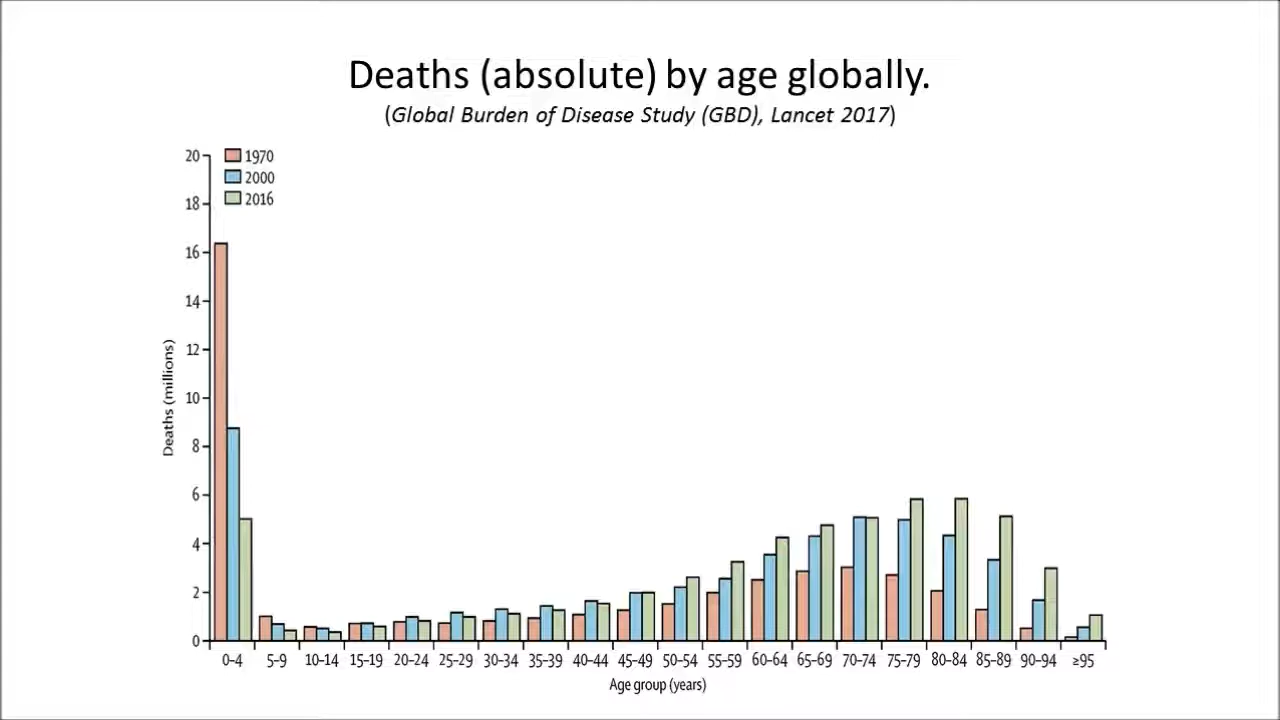 Deaths (absolute) by age globally.
(Global Burden of Disease Study (GBD), Lancet 2017)
20
18
16
14
12
10
8
6
4
2
0
Deaths (millions)
1970
2000
2016
0–4 5–9 10–14 15–19 20–24 25–29 30–34 35–39 40–44 45–49 50–54 55–59 60–64 65–69 70–74 75–79 80–84 85–89 90–94 ≥95
Age group (years)